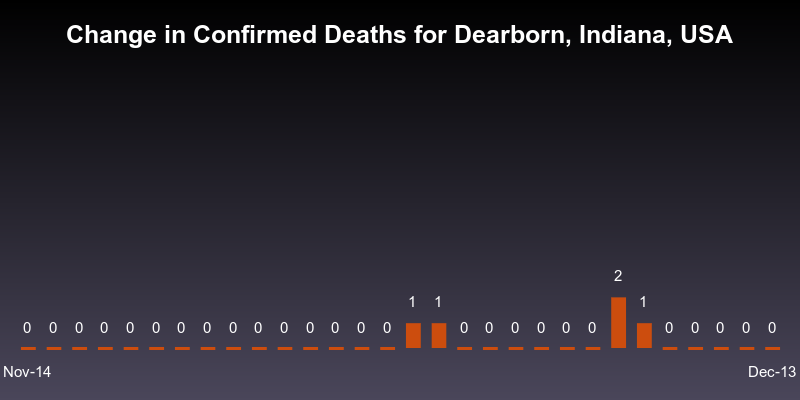 Change in Confirmed Deaths for Dearborn, Indiana, USA
2
1 1 1
0 0 0 0 0 0 0 0 0 0 0 0 0 0 0 0 0 0 0 0 0 0 0 0 0 0
Nov-14 Dec-13